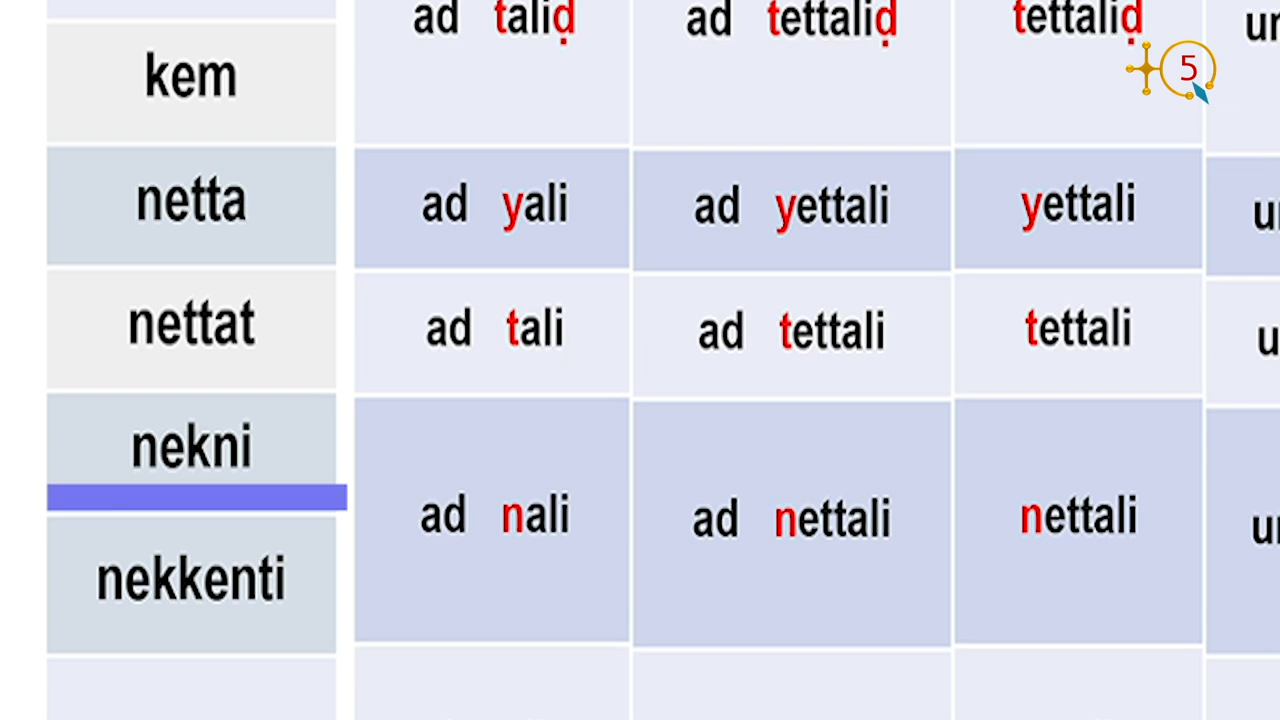 ad taliḍ ad tettaliḍ tettaliḍ
5
kem
netta ad yali ad yettali yettali
nettat ad tali ad tettali tettali
nekni
ad nali ad nettali nettali
nekkenti